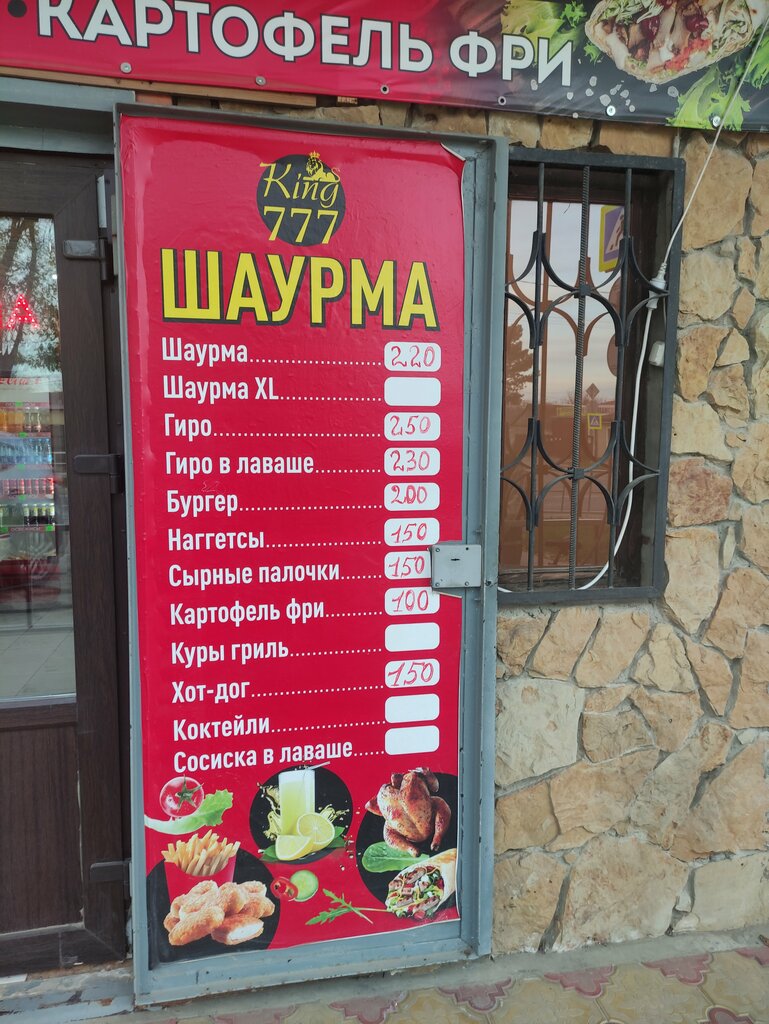 • КАРТОФЕЛЬ ФРИ
King
777
ШАУРМА
Шаурма 220
Шаурма XL
Гиро 250
Гиро в лаваше 230
Бургер 200
Наггетсы 150
Сырные палочки 150
Картофель фри 100
Куры гриль
Хот-дог 150
Коктейли
Сосиска в лаваше